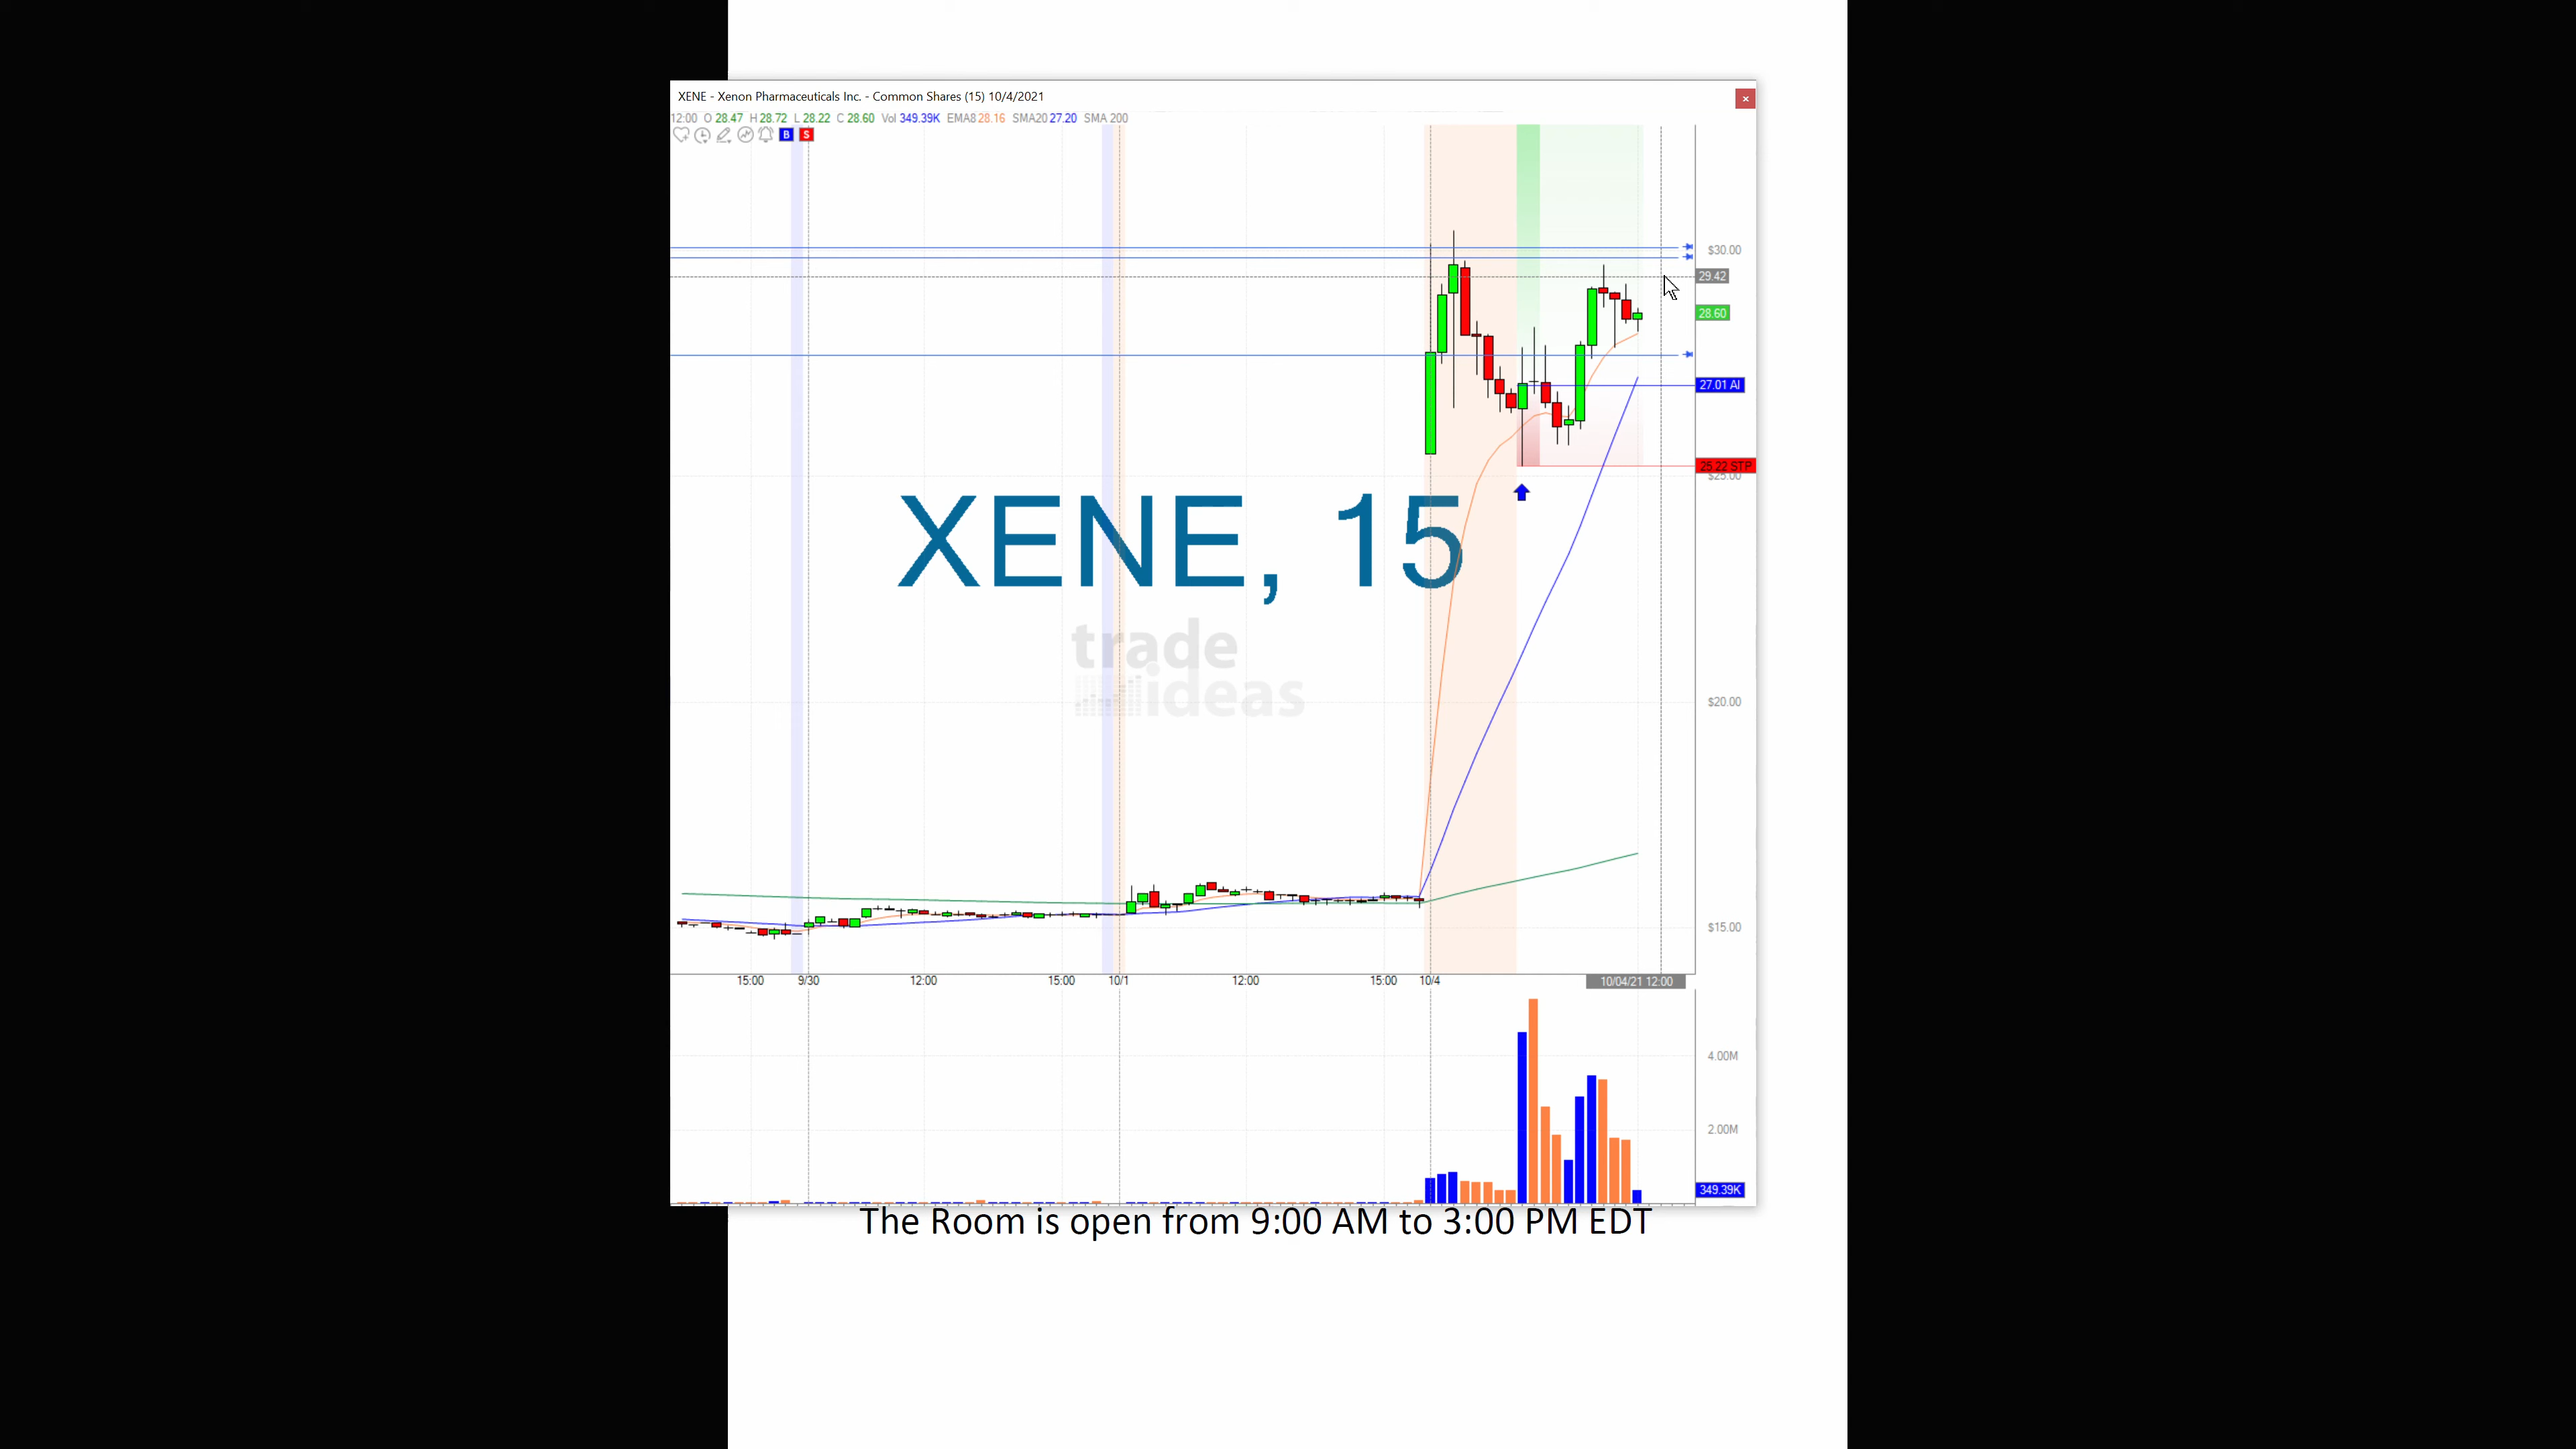 XENE - Xenon Pharmaceuticals Inc. - Common Shares (15) 10/4/2021
12:00 O 28.47 H 28.72 L 28.22 C 28.60 Vol 349.39K EMA8 28.16 SMA20 27.20 SMA 200
B S
$30.00
29.42
28.60
27.01 AI
25.22 STP
$25.00
XENE, 15
trade
ideas
$20.00
$15.00
15:00 9/30 12:00 15:00 10/1 12:00 15:00 10/4 10/04/21 12:00
4.00M
2.00M
349.39K
The Room is open from 9:00 AM to 3:00 PM EDT